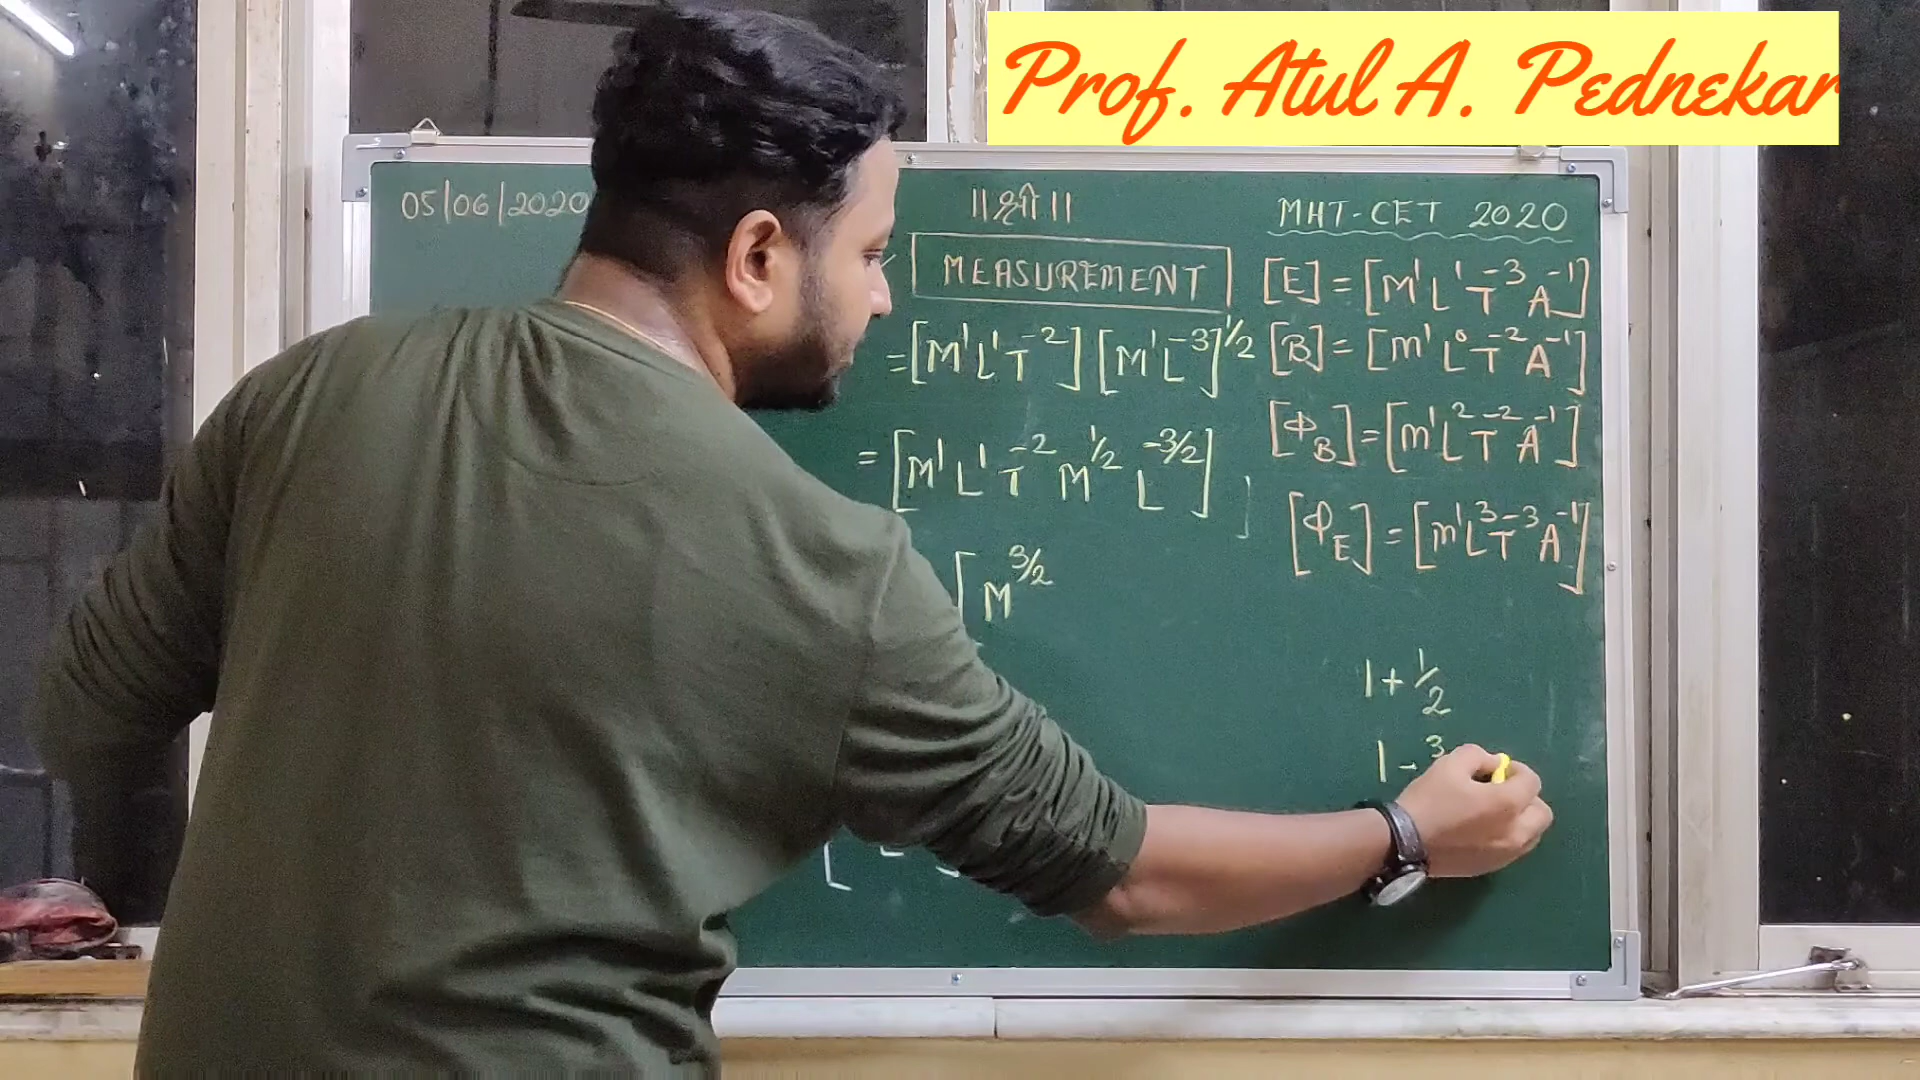 Prof. Atul A. Pednekar
05/06/2020
॥श्री॥
MHT-CET 2020
MEASUREMENT
[E] = [M¹L¹T⁻³A⁻¹]
= [M¹L¹T⁻²] [M¹L⁻³]^1/2
[B] = [M¹L⁰T⁻²A⁻¹]
= [M¹L¹T⁻² M^1/2 L^-3/2]
[Φ_B] = [M¹L²T⁻²A⁻¹]
[Φ_E] = [M¹L³T⁻³A⁻¹]
[M^3/2
1 + 1/2
1 - 3